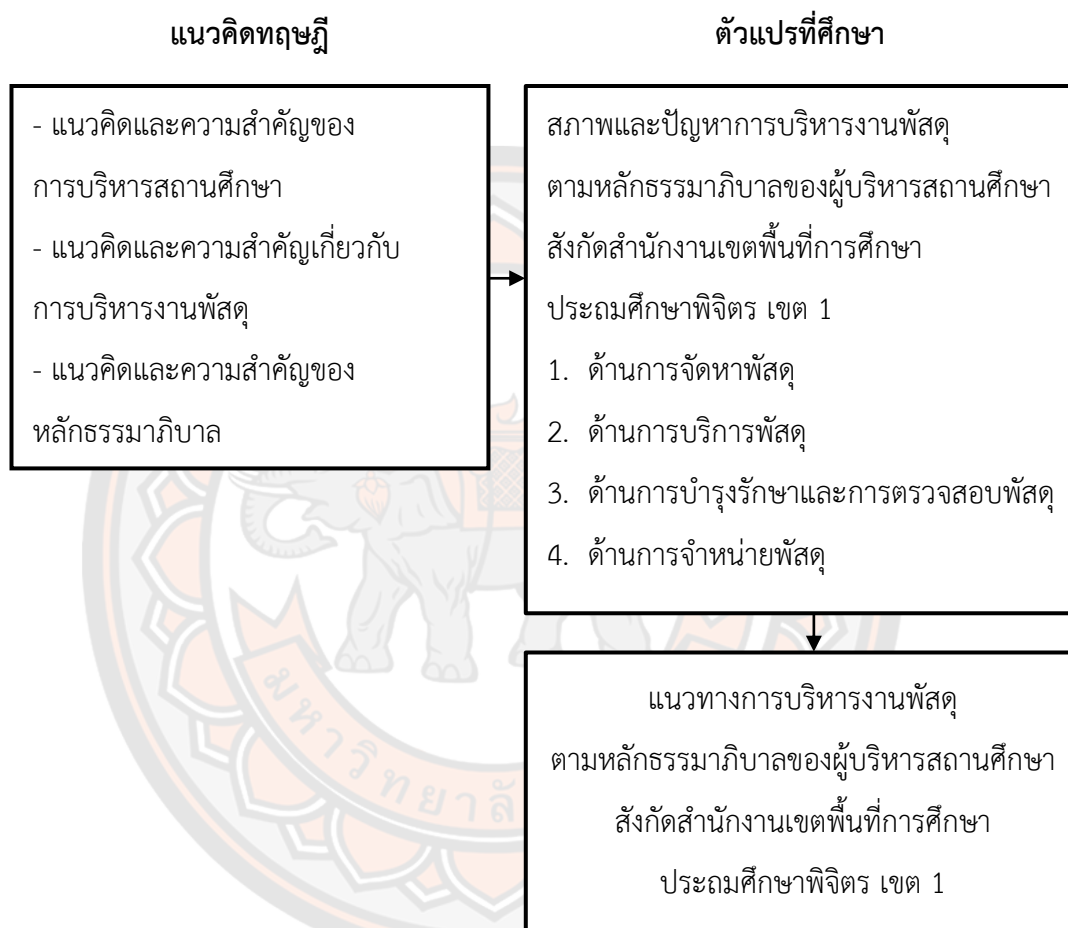 แนวคิดทฤษฎี
ตัวแปรที่ศึกษา
- แนวคิดและความสำคัญของ
การบริหารสถานศึกษา
- แนวคิดและความสำคัญเกี่ยวกับ
การบริหารงานพัสดุ
- แนวคิดและความสำคัญของ
หลักธรรมาภิบาล
สภาพและปัญหาการบริหารงานพัสดุ
ตามหลักธรรมาภิบาลของผู้บริหารสถานศึกษา
สังกัดสำนักงานเขตพื้นที่การศึกษา
ประถมศึกษาพิจิตร เขต 1
1. ด้านการจัดหาพัสดุ
2. ด้านการบริการพัสดุ
3. ด้านการบำรุงรักษาและการตรวจสอบพัสดุ
4. ด้านการจำหน่ายพัสดุ
แนวทางการบริหารงานพัสดุ
ตามหลักธรรมาภิบาลของผู้บริหารสถานศึกษา
สังกัดสำนักงานเขตพื้นที่การศึกษา
ประถมศึกษาพิจิตร เขต 1
มหาวิทยาลั